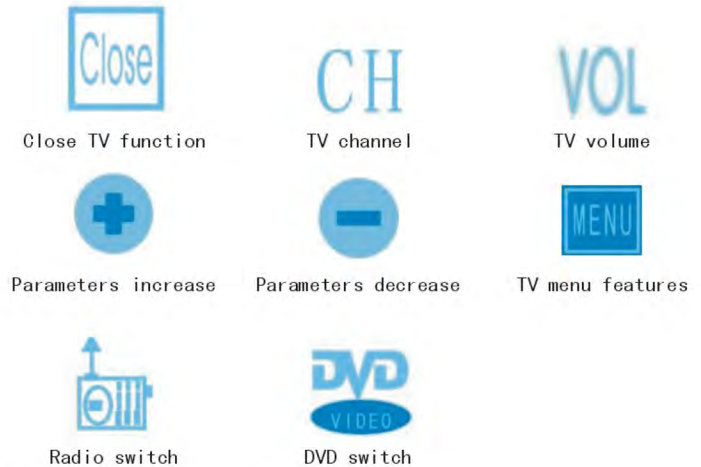 Close CH VOL
Close TV function TV channel TV volume
MENU
Parameters increase Parameters decrease TV menu features
DVD
VIDEO
Radio switch DVD switch